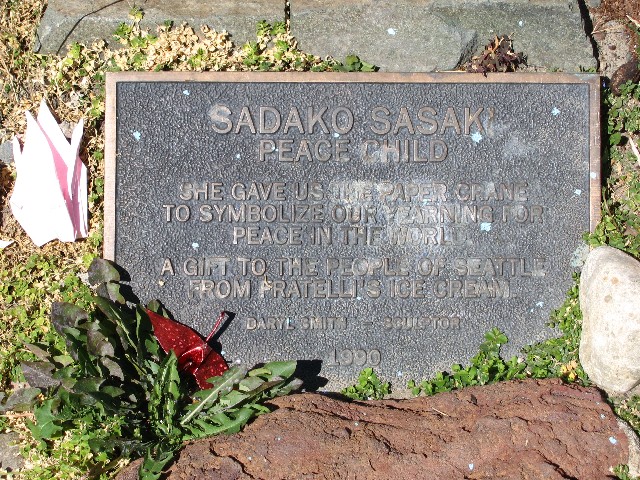 SADAKO SASAKI
PEACE CHILD
SHE GAVE US THE PAPER CRANE
TO SYMBOLIZE OUR YEARNING FOR
PEACE IN THE WORLD
A GIFT TO THE PEOPLE OF SEATTLE
FROM FRATELLI'S ICE CREAM
DARYL SMITH - SCULPTOR
1990